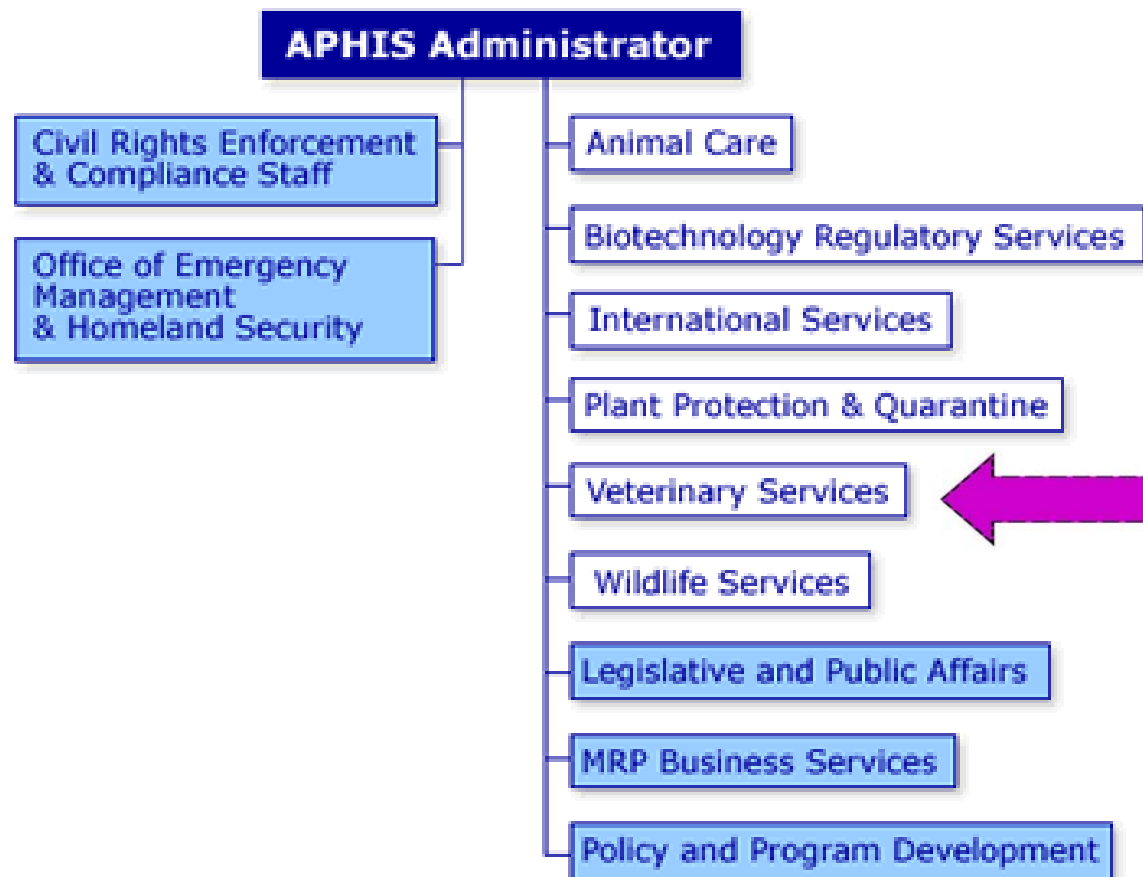 APHIS Administrator
Civil Rights Enforcement
& Compliance Staff
Office of Emergency
Management
& Homeland Security
Animal Care
Biotechnology Regulatory Services
International Services
Plant Protection & Quarantine
Veterinary Services
Wildlife Services
Legislative and Public Affairs
MRP Business Services
Policy and Program Development